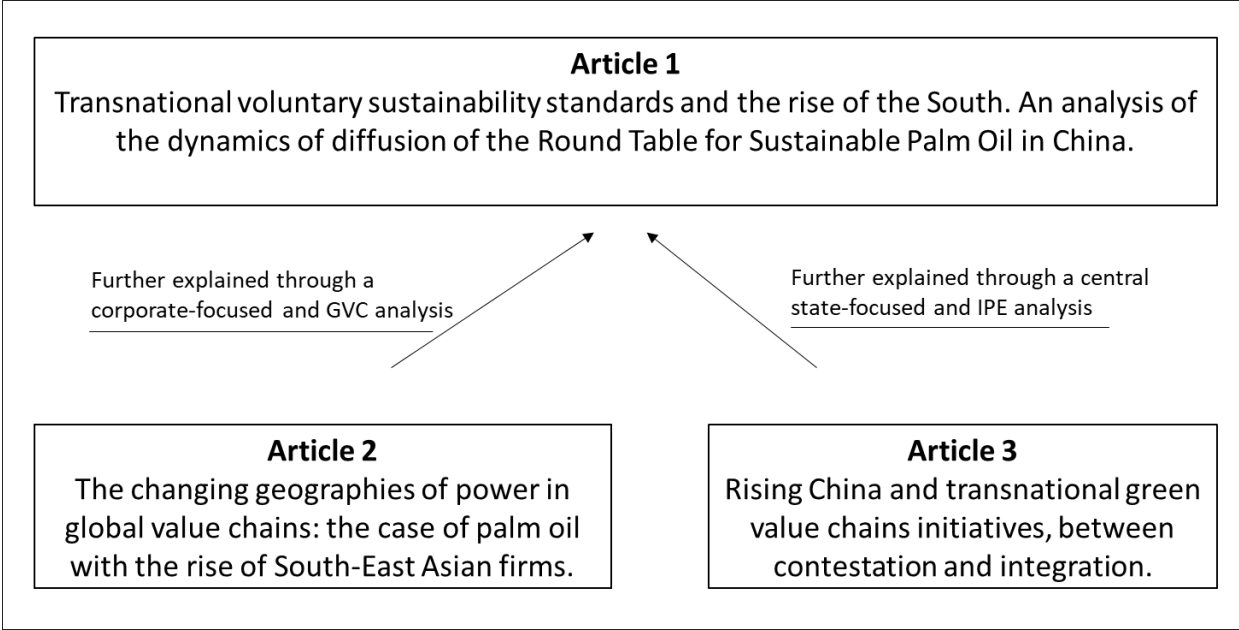 Article 1
Transnational voluntary sustainability standards and the rise of the South. An analysis of
the dynamics of diffusion of the Round Table for Sustainable Palm Oil in China.
Further explained through a
corporate-focused and GVC analysis
Further explained through a central
state-focused and IPE analysis
Article 2
The changing geographies of power in
global value chains: the case of palm oil
with the rise of South-East Asian firms.
Article 3
Rising China and transnational green
value chains initiatives, between
contestation and integration.